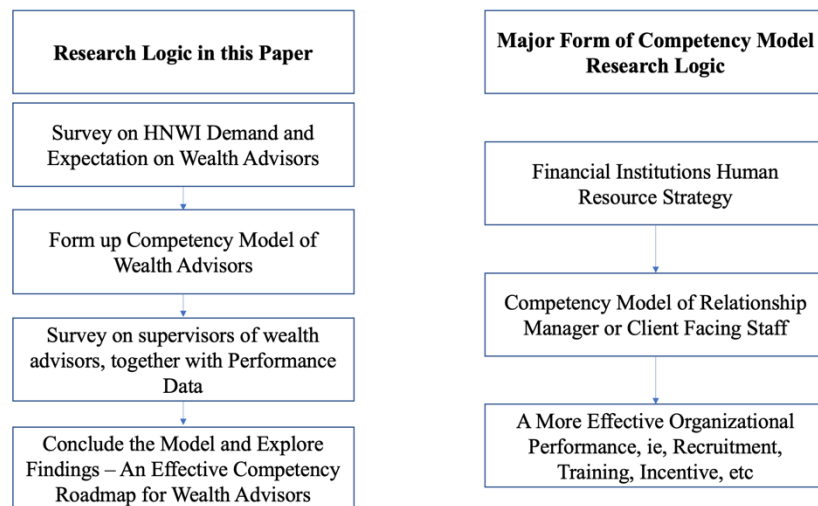 Research Logic in this Paper
Survey on HNWI Demand and
Expectation on Wealth Advisors
Form up Competency Model of
Wealth Advisors
Survey on supervisors of wealth
advisors, together with Performance
Data
Conclude the Model and Explore
Findings – An Effective Competency
Roadmap for Wealth Advisors
Major Form of Competency Model
Research Logic
Financial Institutions Human
Resource Strategy
Competency Model of Relationship
Manager or Client Facing Staff
A More Effective Organizational
Performance, ie, Recruitment,
Training, Incentive, etc